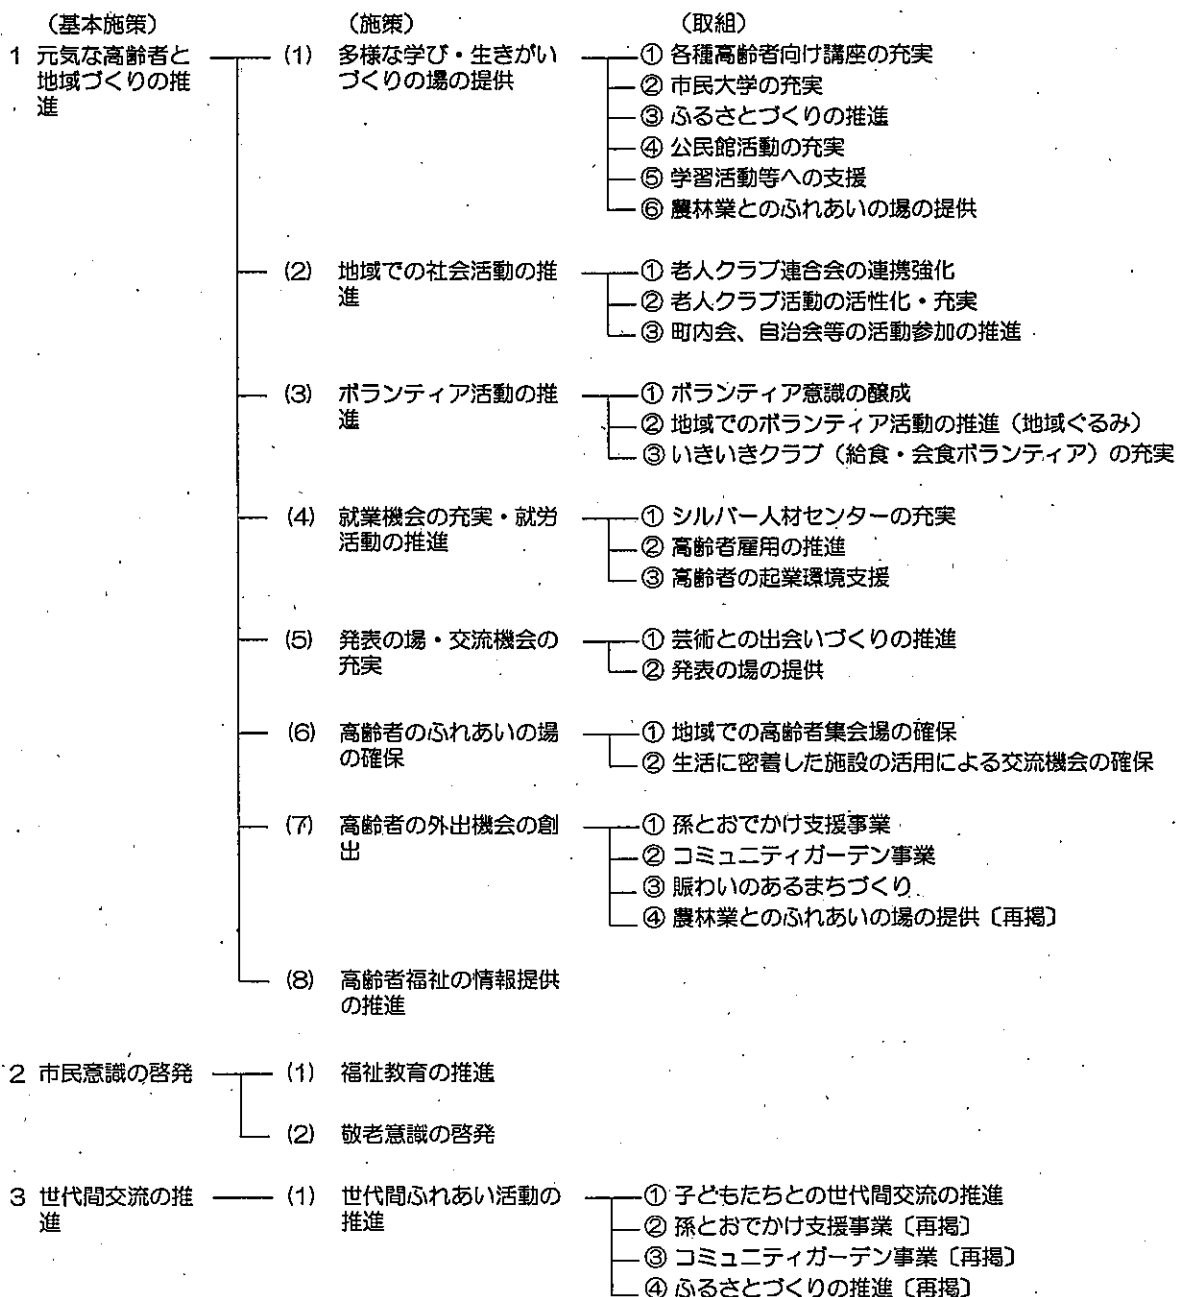 （基本施策） （施策） （取組）
1 元気な高齢者と (1) 多様な学び・生きがい ① 各種高齢者向け講座の充実
地域づくりの推 づくりの場の提供 ② 市民大学の充実
進 ③ ふるさとづくりの推進
④ 公民館活動の充実
⑤ 学習活動等への支援
⑥ 農林業とのふれあいの場の提供
(2) 地域での社会活動の推 ① 老人クラブ連合会の連携強化
進 ② 老人クラブ活動の活性化・充実
③ 町内会、自治会等の活動参加の推進
(3) ボランティア活動の推 ① ボランティア意識の醸成
進 ② 地域でのボランティア活動の推進（地域ぐるみ）
③ いきいきクラブ（給食・会食ボランティア）の充実
(4) 就業機会の充実・就労 ① シルバー人材センターの充実
活動の推進 ② 高齢者雇用の推進
③ 高齢者の起業環境支援
(5) 発表の場・交流機会の ① 芸術との出会いづくりの推進
充実 ② 発表の場の提供
(6) 高齢者のふれあいの場 ① 地域での高齢者集会場の確保
の確保 ② 生活に密着した施設の活用による交流機会の確保
(7) 高齢者の外出機会の創 ① 孫とおでかけ支援事業
出 ② コミュニティガーデン事業
③ 賑わいのあるまちづくり
④ 農林業とのふれあいの場の提供〔再掲〕
(8) 高齢者福祉の情報提供
の推進
2 市民意識の啓発 (1) 福祉教育の推進
(2) 敬老意識の啓発
3 世代間交流の推 (1) 世代間ふれあい活動の ① 子どもたちとの世代間交流の推進
進 推進 ② 孫とおでかけ支援事業〔再掲〕
③ コミュニティガーデン事業〔再掲〕
④ ふるさとづくりの推進〔再掲〕